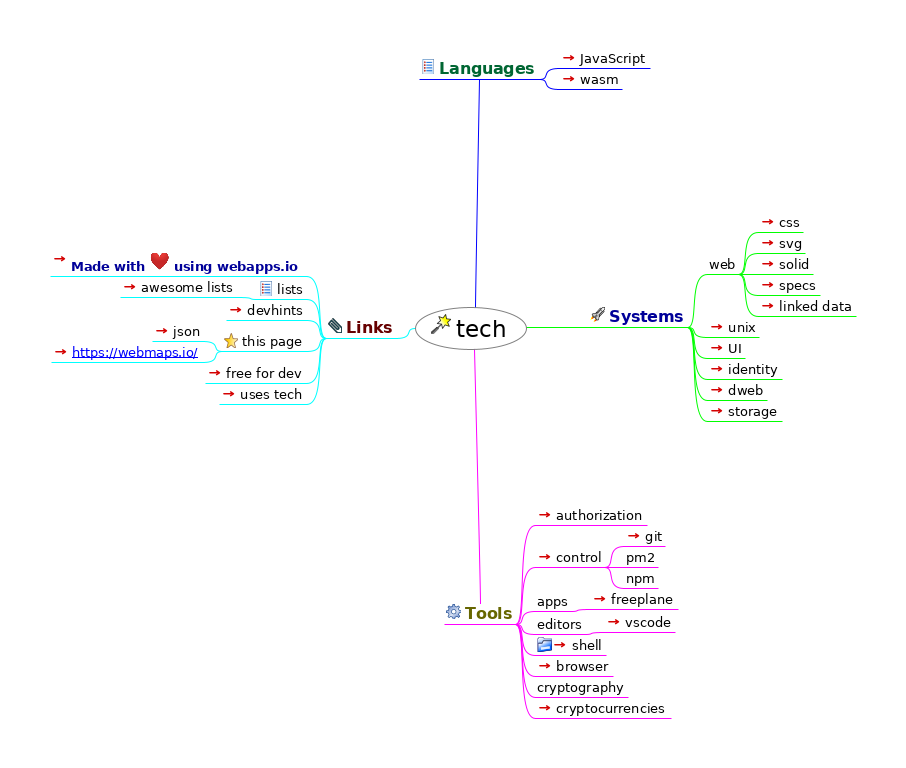 tech
Languages
JavaScript
wasm
Systems
web
css
svg
solid
specs
linked data
unix
UI
identity
dweb
storage
Tools
authorization
control
git
pm2
npm
apps
freeplane
editors
vscode
shell
browser
cryptography
cryptocurrencies
Links
Made with ❤ using webapps.io
lists
awesome lists
devhints
this page
json
https://webmaps.io/
free for dev
uses tech